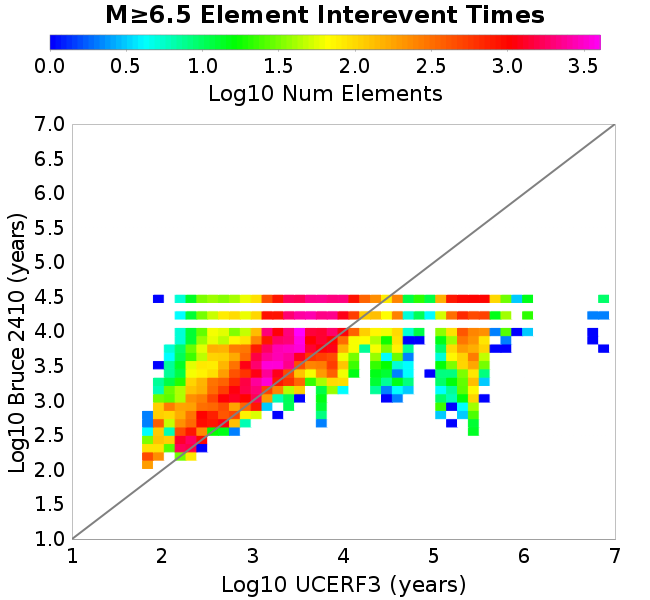 M≥6.5 Element Interevent Times
0.0 0.5 1.0 1.5 2.0 2.5 3.0 3.5
Log10 Num Elements
Log10 Bruce 2410 (years)
7.0
6.5
6.0
5.5
5.0
4.5
4.0
3.5
3.0
2.5
2.0
1.5
1.0
1 2 3 4 5 6 7
Log10 UCERF3 (years)